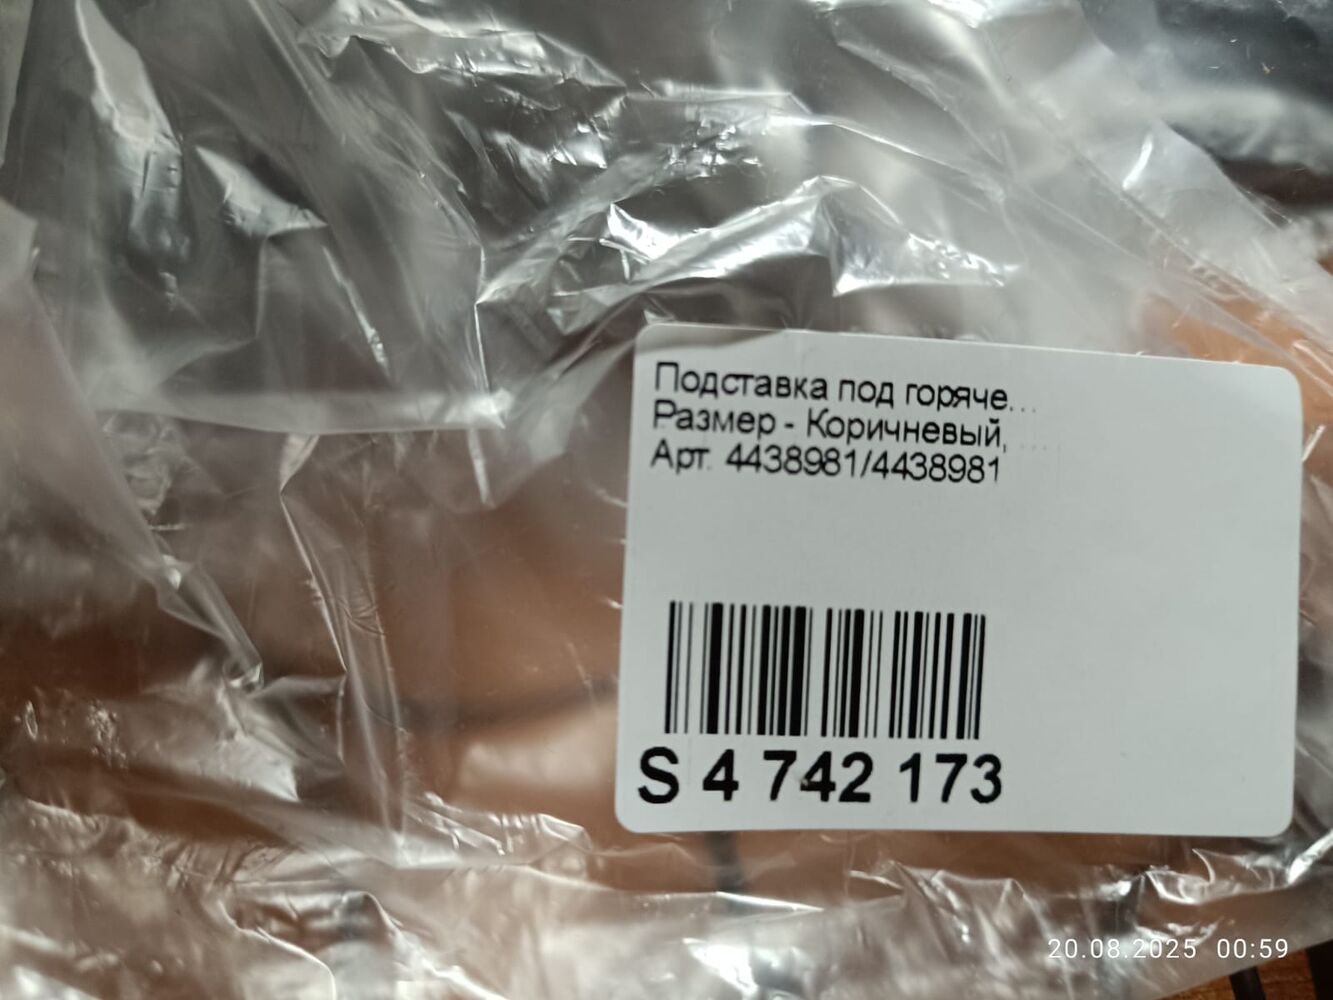 Подставка под горяче...
Размер - Коричневый,
Арт. 4438981/4438981
S 4 742 173
20.08.2025 00:59